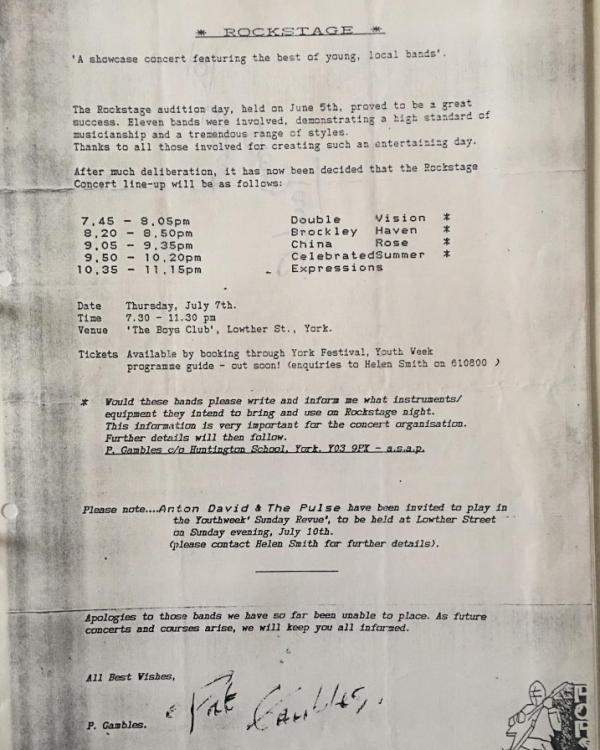 * ROCKSTAGE *
'A showcase concert featuring the best of young, local bands'.
The Rockstage audition day, held on June 5th, proved to be a great
success. Eleven bands were involved, demonstrating a high standard of
musicianship and a tremendous range of styles.
Thanks to all those involved for creating such an entertaining day.
After much deliberation, it has now been decided that the Rockstage
Concert line-up will be as follows:
7.45 - 8.05pm Double Vision *
8.20 - 8.50pm Brockley Haven *
9.05 - 9.35pm China Rose *
9.50 - 10.20pm CelebratedSummer *
10.35 - 11.15pm Expressions
Date Thursday, July 7th.
Time 7.30 - 11.30 pm
Venue 'The Boys Club', Lowther St., York.
Tickets Available by booking through York Festival, Youth Week
programme guide - out soon! (enquiries to Helen Smith on 610800 )
* Would these bands please write and inform me what instruments/
equipment they intend to bring and use on Rockstage night.
This information is very important for the concert organisation.
Further details will then follow.
P. Gambles c/o Huntington School, York. YO3 9PX - a.s.a.p.
Please note....Anton David & The Pulse have been invited to play in
the Youthweek' Sunday Revue', to be held at Lowther Street
on Sunday evening, July 10th.
(please contact Helen Smith for further details).
Apologies to those bands we have so far been unable to place. As future
concerts and courses arise, we will keep you all informed.
All Best Wishes,
Pat Gambles.
P. Gambles.